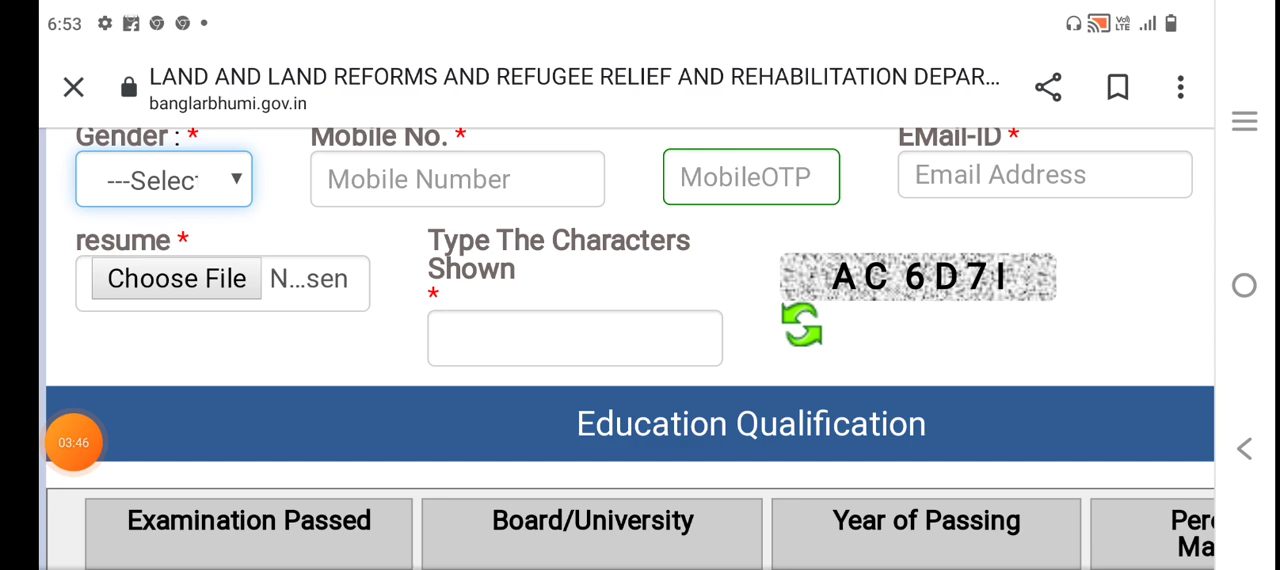 6:53
LAND AND LAND REFORMS AND REFUGEE RELIEF AND REHABILITATION DEPAR...
banglarbhumi.gov.in
Gender : * Mobile No. * EMail-ID *
---Selec Mobile Number MobileOTP Email Address
resume * Type The Characters
Shown
*
Choose File N...sen
AC 6D7I
Education Qualification
03:46
Examination Passed Board/University Year of Passing Per
Ma